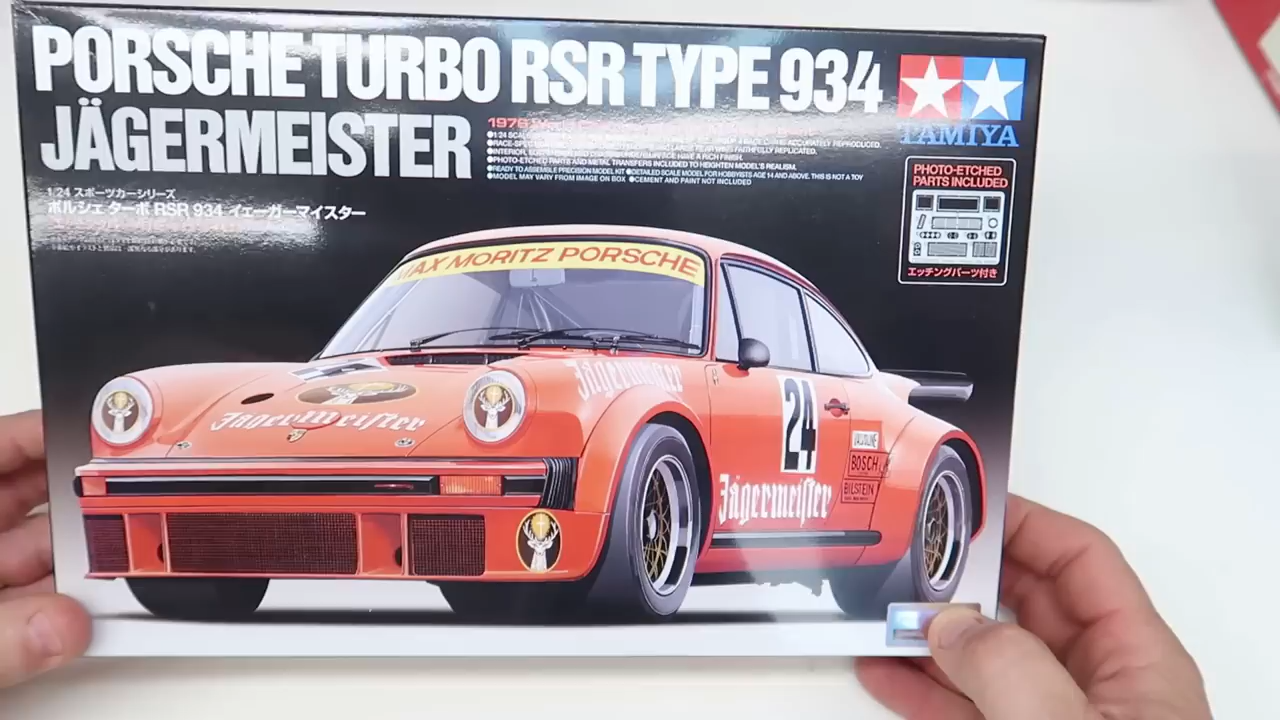 PORSCHE TURBO RSR TYPE 934
JÄGERMEISTER
TAMIYA
●PHOTO-ETCHED PARTS AND METAL TRANSFERS INCLUDED TO HEIGHTEN MODEL'S REALISM.
●READY TO ASSEMBLE PRECISION MODEL KIT ●DETAILED SCALE MODEL FOR HOBBYISTS AGE 14 AND ABOVE. THIS IS NOT A TOY
●MODEL MAY VARY FROM IMAGE ON BOX ●CEMENT AND PAINT NOT INCLUDED
PHOTO-ETCHED
PARTS INCLUDED
エッチングパーツ付き
1/24 スポーツカーシリーズ
ポルシェ ターボ RSR 934 イェーガーマイスター
MAX MORITZ PORSCHE
Jägermeister
Jägermeister
24
BOSCH
BILSTEIN
Jägermeister